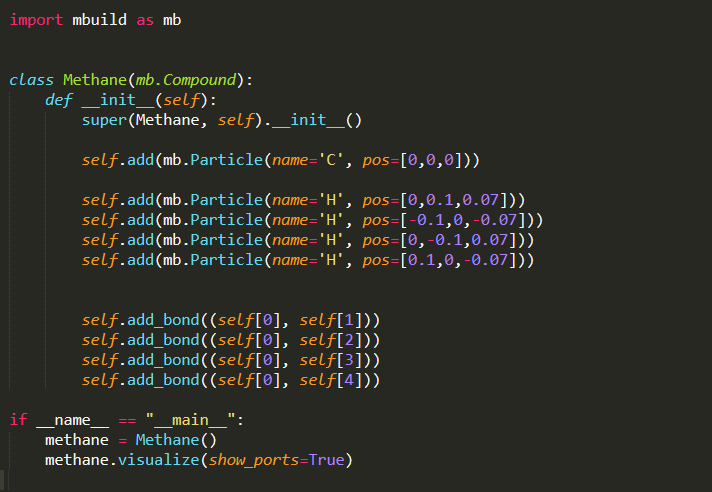 import mbuild as mb
class Methane(mb.Compound):
    def __init__(self):
        super(Methane, self).__init__()
        self.add(mb.Particle(name='C', pos=[0,0,0]))
        self.add(mb.Particle(name='H', pos=[0,0.1,0.07]))
        self.add(mb.Particle(name='H', pos=[-0.1,0,-0.07]))
        self.add(mb.Particle(name='H', pos=[0,-0.1,0.07]))
        self.add(mb.Particle(name='H', pos=[0.1,0,-0.07]))
        self.add_bond((self[0], self[1]))
        self.add_bond((self[0], self[2]))
        self.add_bond((self[0], self[3]))
        self.add_bond((self[0], self[4]))
if __name__ == "__main__":
    methane = Methane()
    methane.visualize(show_ports=True)